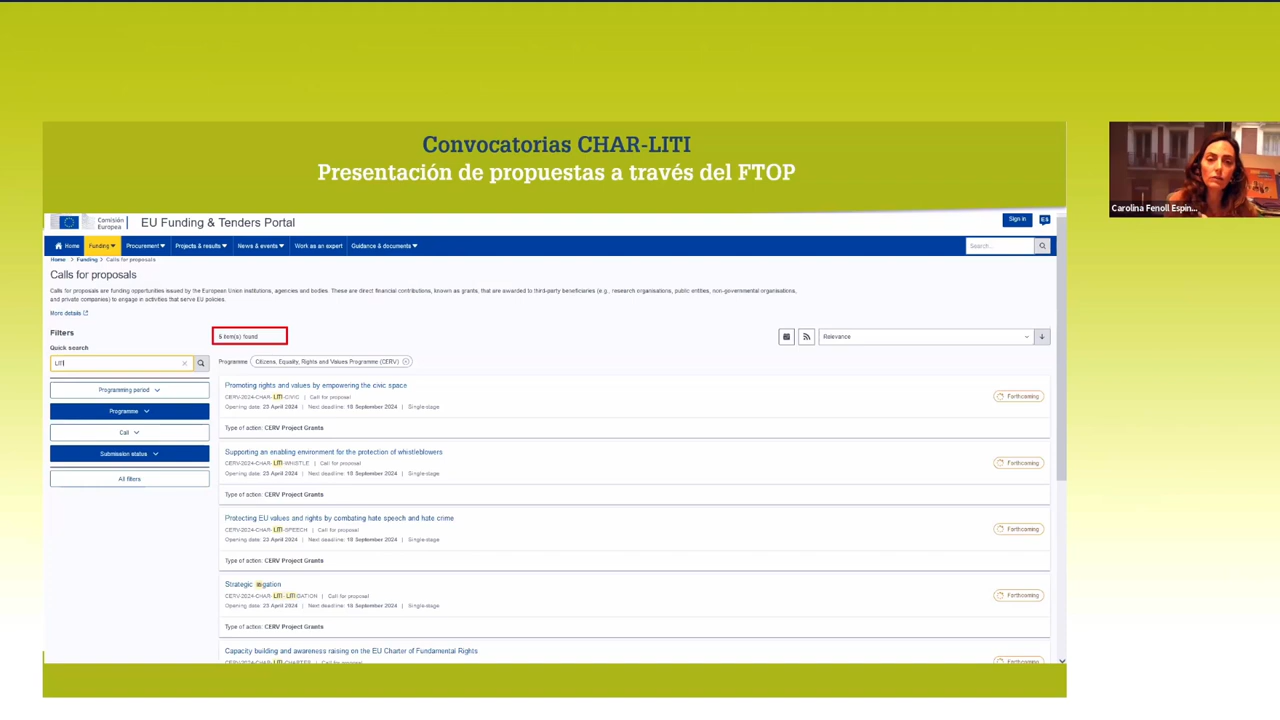 Convocatorias CHAR-LITI
Presentación de propuestas a través del FTOP
Carolina Fenoll Espin...
Comisión
Europea
EU Funding & Tenders Portal
Sign in
ES
Home
Funding
Procurement
Projects & results
News & events
Work as an expert
Guidance & documents
Search...
Home > Funding > Calls for proposals
Calls for proposals
Calls for proposals are funding opportunities issued by the European Union institutions, agencies and bodies. These are direct financial contributions, known as grants, that are awarded to third-party beneficiaries (e.g., research organisations, public entities, non-governmental organisations,
and private companies) to engage in activities that serve EU policies.
More details
Filters
5 item(s) found
Relevance
Quick search
LITI
Programme
Citizens, Equality, Rights and Values Programme (CERV)
Programming period
Programme
Call
Submission status
All filters
Promoting rights and values by empowering the civic space
CERV-2024-CHAR-LITI-CIVIC | Call for proposal
Forthcoming
Opening date: 23 April 2024 | Next deadline: 18 September 2024 | Single-stage
Type of action: CERV Project Grants
Supporting an enabling environment for the protection of whistleblowers
CERV-2024-CHAR-LITI-WHISTLE | Call for proposal
Forthcoming
Opening date: 23 April 2024 | Next deadline: 18 September 2024 | Single-stage
Type of action: CERV Project Grants
Protecting EU values and rights by combating hate speech and hate crime
CERV-2024-CHAR-LITI-SPEECH | Call for proposal
Forthcoming
Opening date: 23 April 2024 | Next deadline: 18 September 2024 | Single-stage
Type of action: CERV Project Grants
Strategic litigation
CERV-2024-CHAR-LITI-LITIGATION | Call for proposal
Forthcoming
Opening date: 23 April 2024 | Next deadline: 18 September 2024 | Single-stage
Type of action: CERV Project Grants
Capacity building and awareness raising on the EU Charter of Fundamental Rights
CERV-2024-CHAR-LITI-CHARTER | Call for proposal
Forthcoming